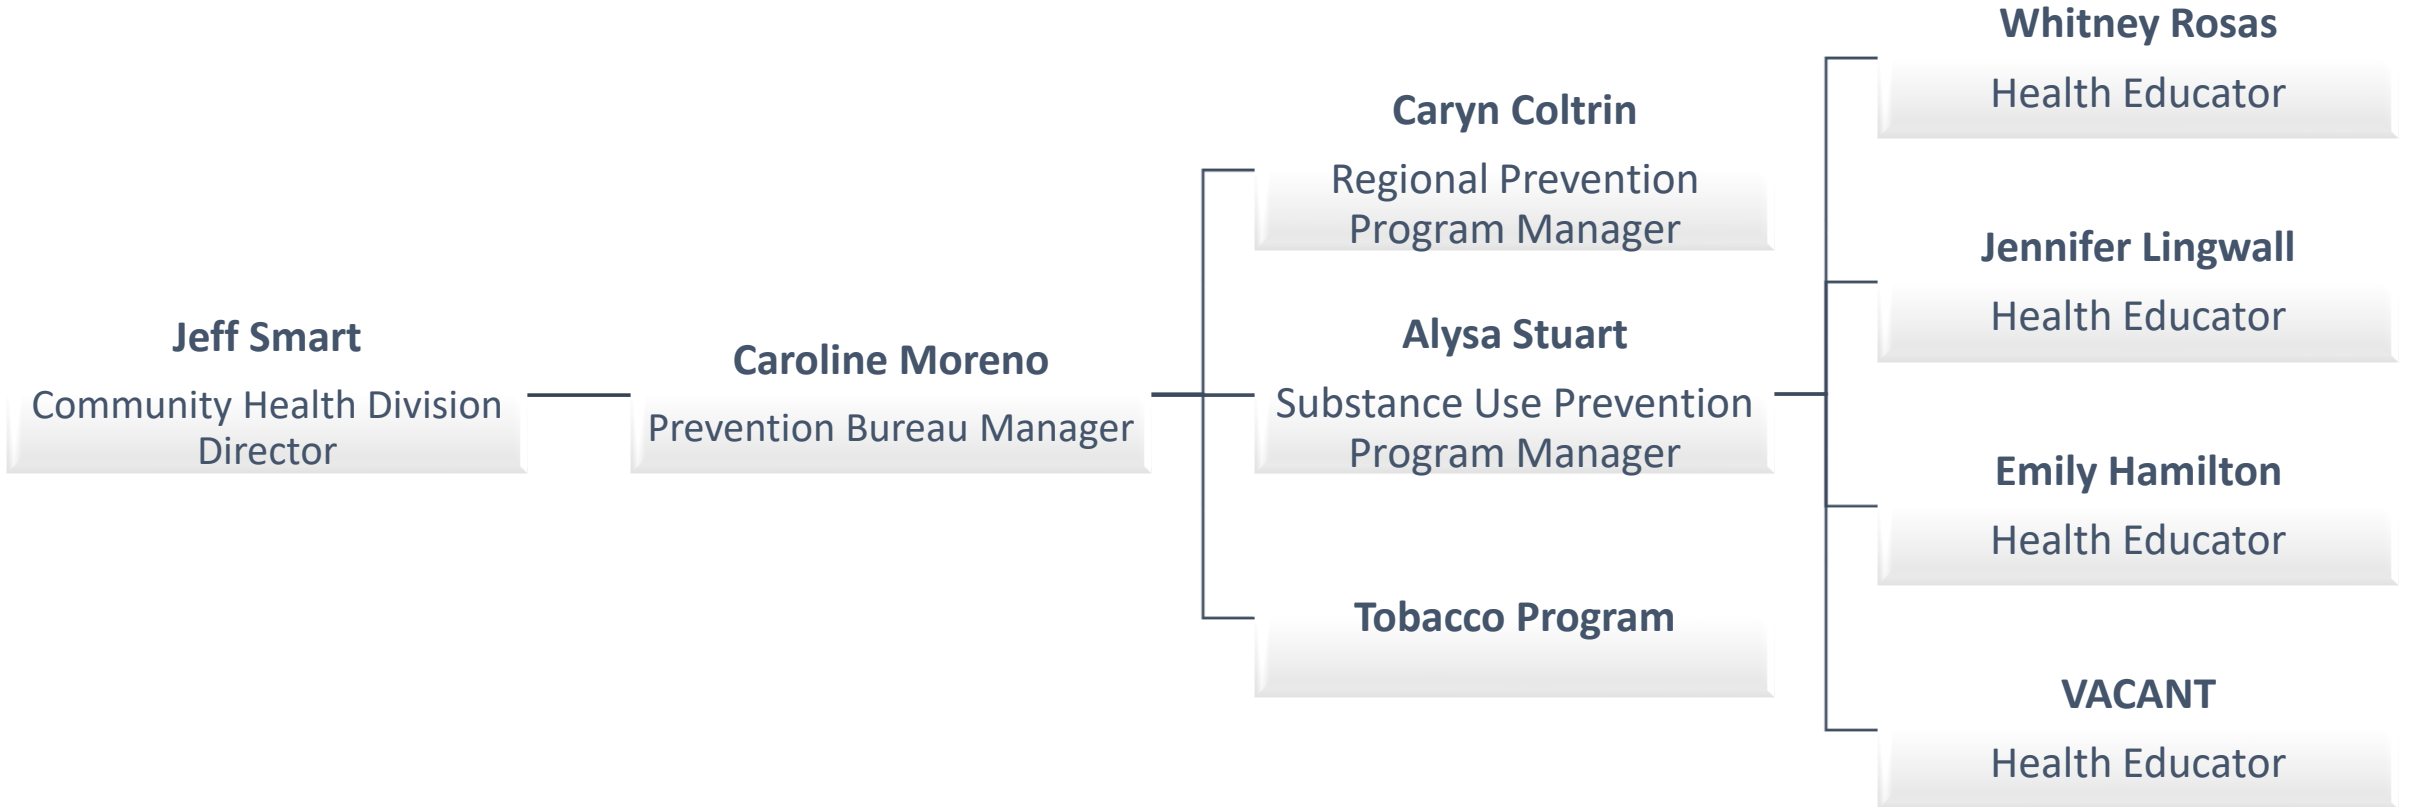 Jeff Smart
Community Health Division
Director
Caroline Moreno
Prevention Bureau Manager
Caryn Coltrin
Regional Prevention
Program Manager
Alysa Stuart
Substance Use Prevention
Program Manager
Tobacco Program
Whitney Rosas
Health Educator
Jennifer Lingwall
Health Educator
Emily Hamilton
Health Educator
VACANT
Health Educator